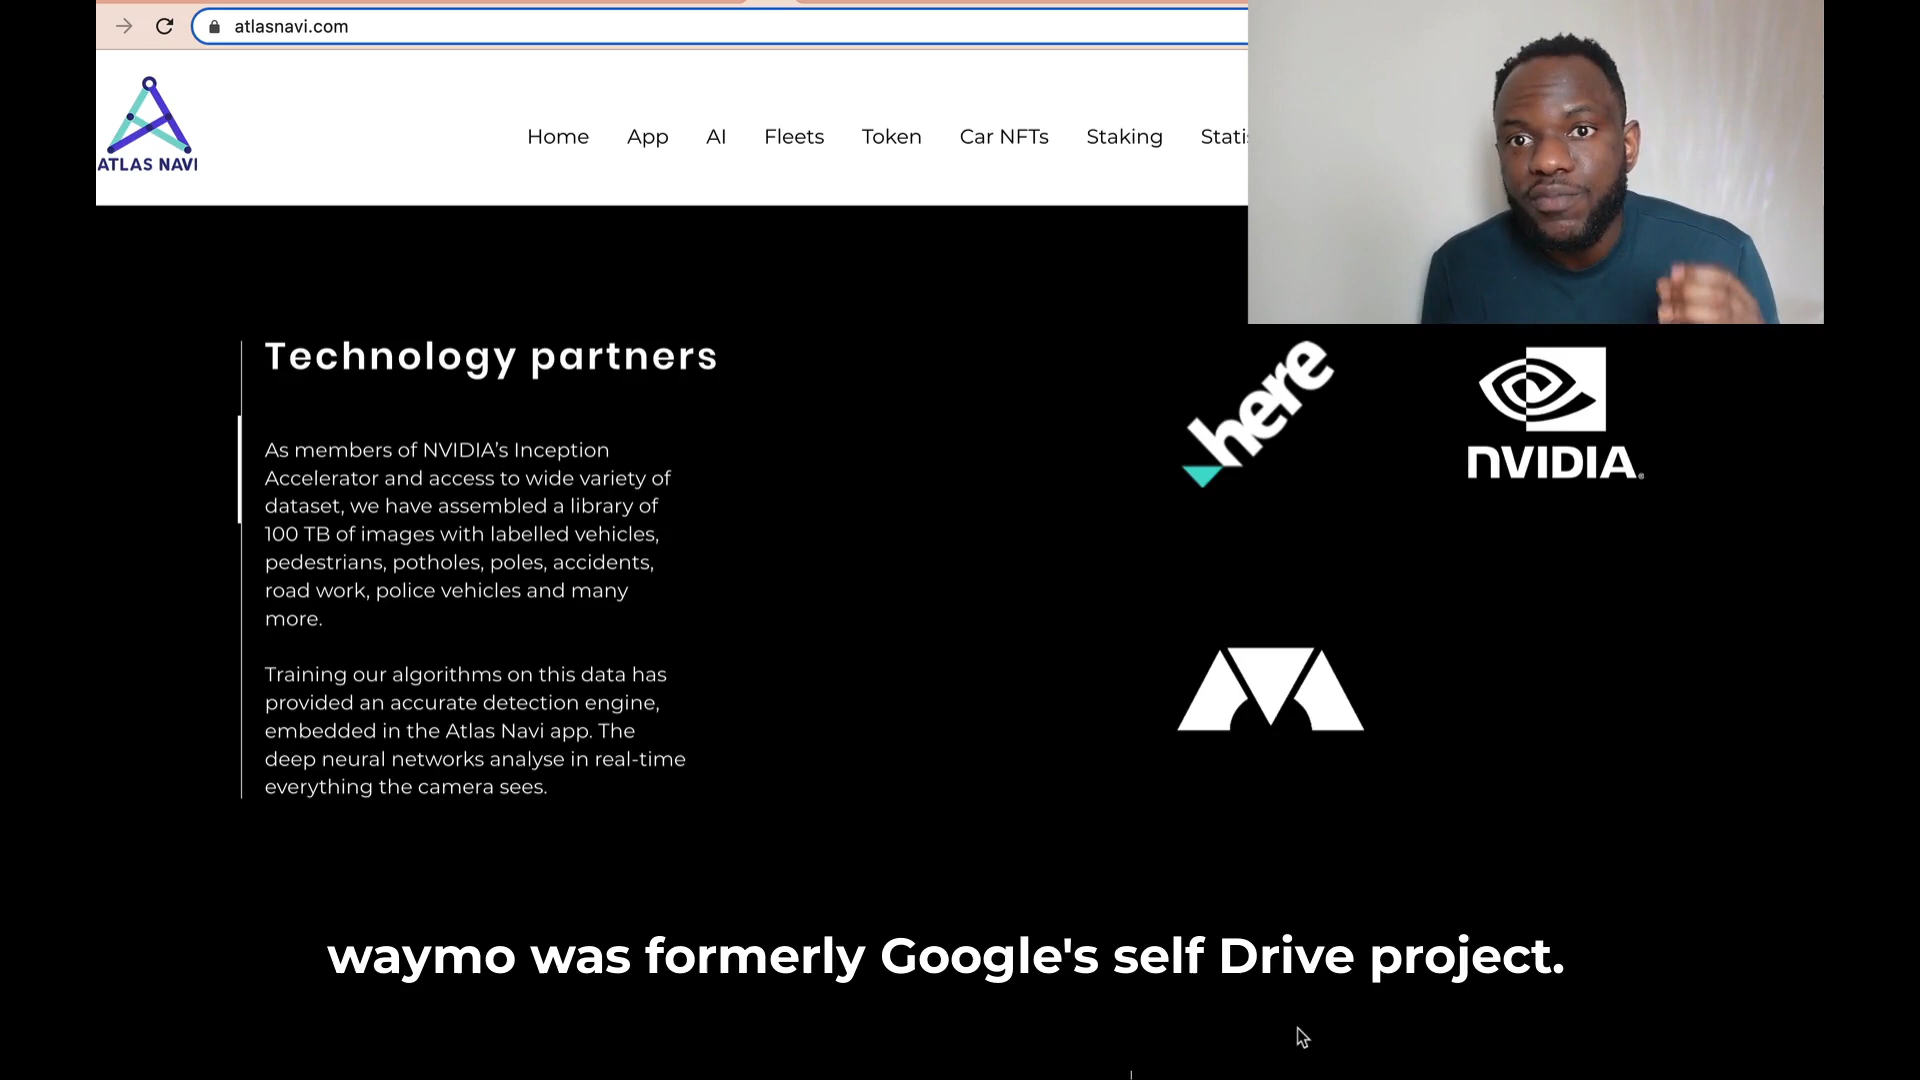 atlasnavi.com
ATLAS NAVI
Home App AI Fleets Token Car NFTs Staking Statis
Technology partners
As members of NVIDIA's Inception
Accelerator and access to wide variety of
dataset, we have assembled a library of
100 TB of images with labelled vehicles,
pedestrians, potholes, poles, accidents,
road work, police vehicles and many
more.
Training our algorithms on this data has
provided an accurate detection engine,
embedded in the Atlas Navi app. The
deep neural networks analyse in real-time
everything the camera sees.
here
NVIDIA
waymo was formerly Google's self Drive project.